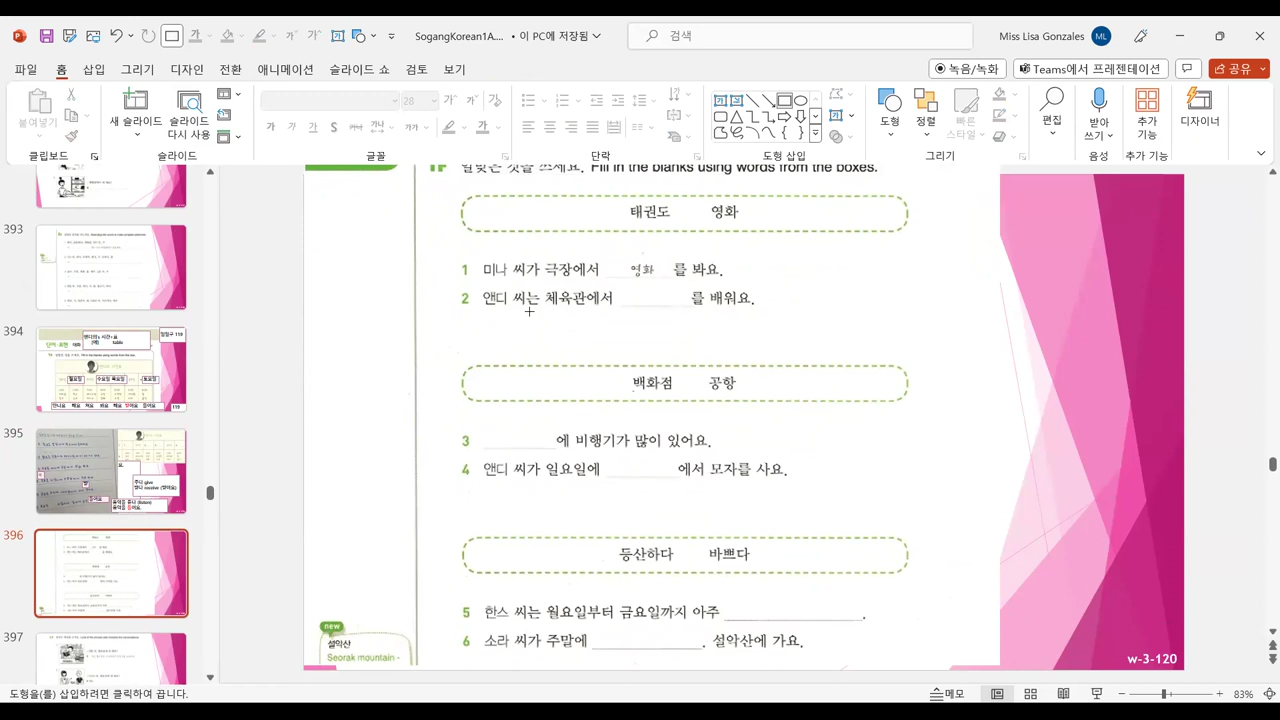 SogangKorean1A.... • 이 PC에 저장됨
검색
Miss Lisa Gonzales ML
파일 홈 삽입 그리기 디자인 전환 애니메이션 슬라이드 쇼 검토 보기
녹음/녹화 Teams에서 프레젠테이션 공유
28
새 슬라이드
슬라이드 다시 사용
도형 정렬 빠른 스타일
편집
받아쓰기
추가 기능
디자이너
클립보드 슬라이드 글꼴 단락 도형 삽입 그리기 음성 추가 기능
알맞은 것을 쓰세요. Fill in the blanks using words from the boxes.
태권도 영화
1 미나 씨가 극장에서 영화 를 봐요.
2 앤디 씨는 체육관에서 를 배워요.
백화점 공항
3 에 비행기가 많이 있어요.
4 앤디 씨가 일요일에 에서 모자를 사요.
등산하다 바쁘다
5 한스 씨는 월요일부터 금요일까지 아주 .
6 소라 씨가 주말에 . 설악산에 가요.
new
설악산
Seorak mountain -
w-3-120
393
394
395
396
397
도형을(를) 삽입하려면 클릭하여 끕니다.
메모
83%